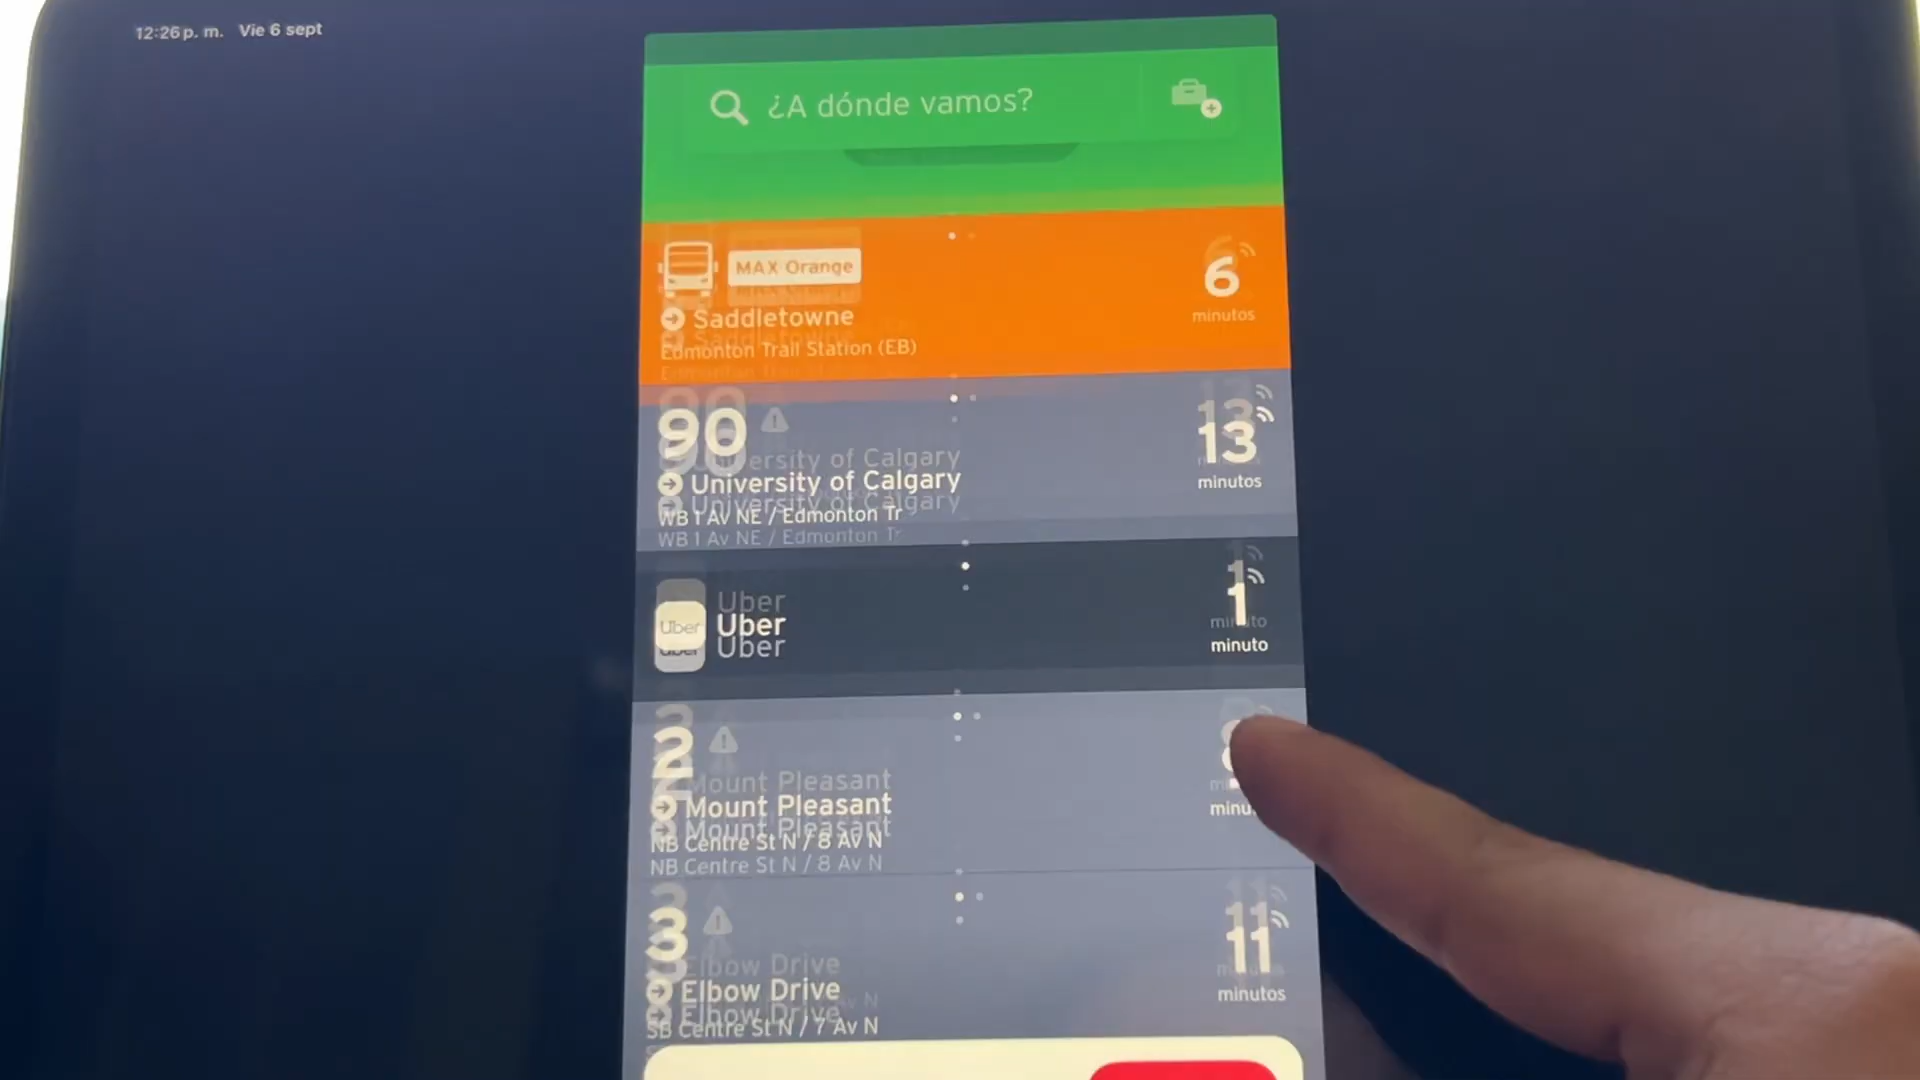 12:26 p. m. Vie 6 sept
¿A dónde vamos?
MAX Orange
Saddletowne
Edmonton Trail Station (EB)
6
minutos
90
University of Calgary
WB 1 Av NE / Edmonton Tr
13
minutos
Uber
Uber
1
minuto
2
Mount Pleasant
NB Centre St N / 8 Av N
3
Elbow Drive
SB Centre St N / 7 Av N
11
minutos